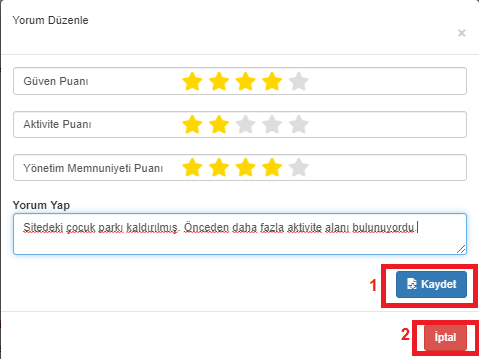 Yorum Düzenle
×
Güven Puanı
Aktivite Puanı
Yönetim Memnuniyeti Puanı
Yorum Yap
Sitedeki çocuk parkı kaldırılmış. Önceden daha fazla aktivite alanı bulunuyordu.
1 Kaydet
2 İptal